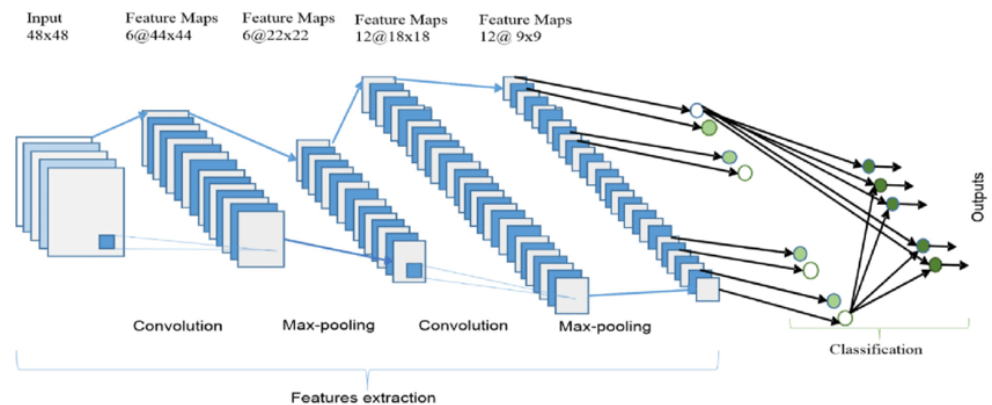 Input
48x48
Feature Maps
6@44x44
Feature Maps
6@22x22
Feature Maps
12@18x18
Feature Maps
12@ 9x9
Outputs
Convolution
Max-pooling
Convolution
Max-pooling
Classification
Features extraction